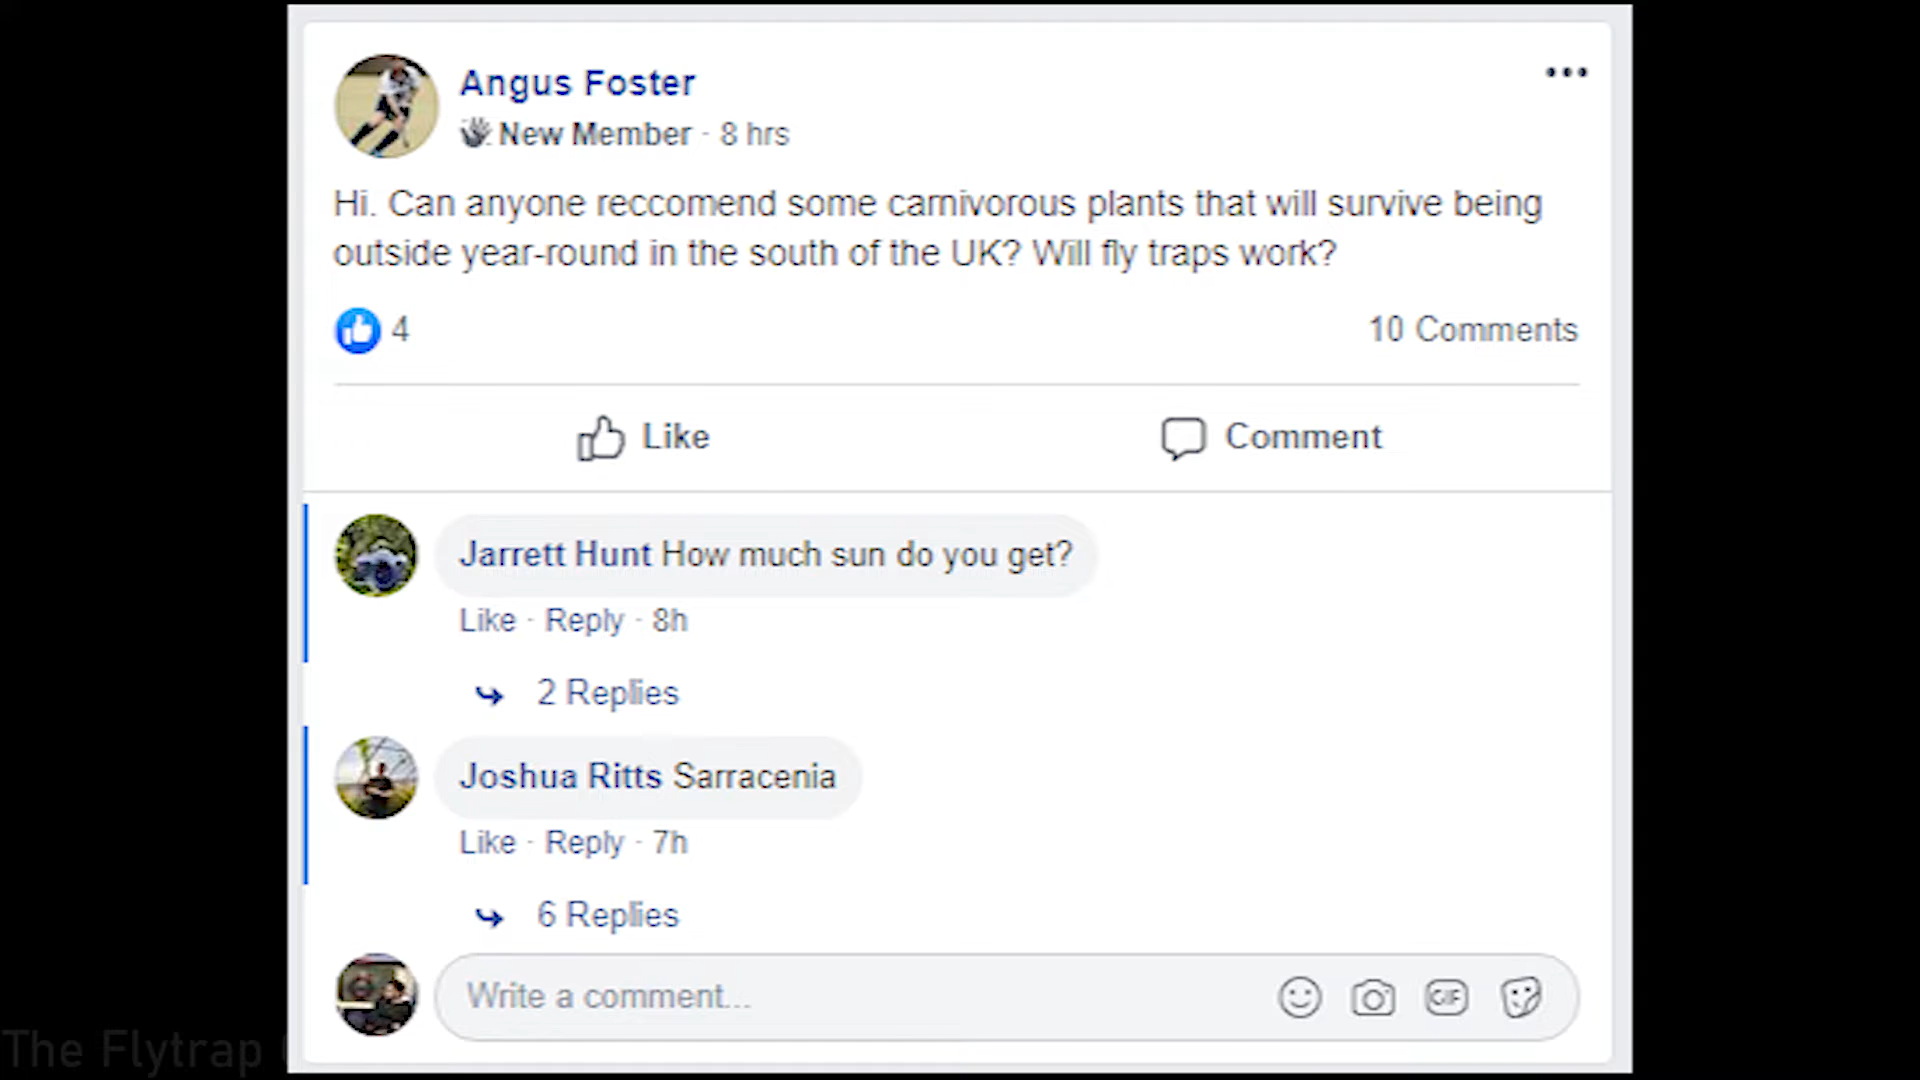 Angus Foster
New Member · 8 hrs
Hi. Can anyone reccomend some carnivorous plants that will survive being
outside year-round in the south of the UK? Will fly traps work?
4
10 Comments
Like
Comment
Jarrett Hunt How much sun do you get?
Like · Reply · 8h
2 Replies
Joshua Ritts Sarracenia
Like · Reply · 7h
6 Replies
Write a comment...
GIF
The Flytrap